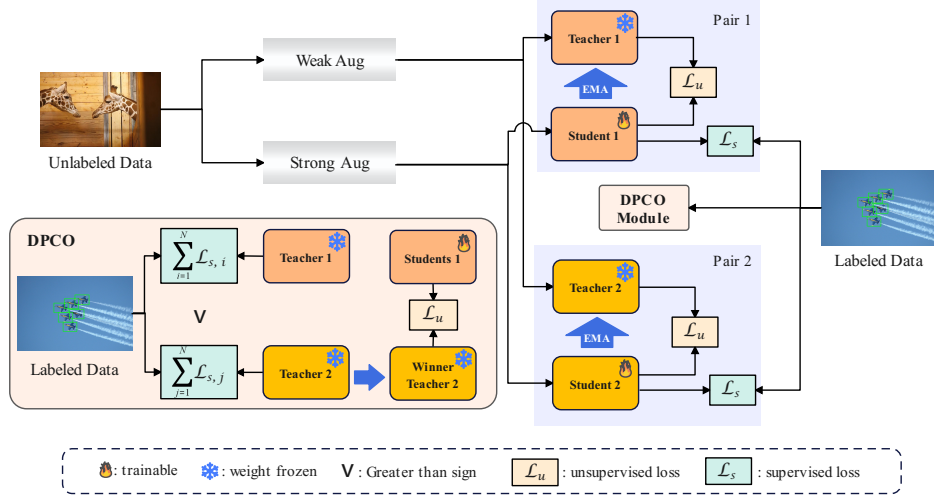 Pair 1
Weak Aug
Teacher 1
EMA
ℒu
Unlabeled Data
Strong Aug
Student 1
ℒs
DPCO
Module
Labeled Data
DPCO
N
∑ ℒs, i
i=1
Teacher 1
Students 1
V
ℒu
Labeled Data
N
∑ ℒs, j
j=1
Teacher 2
Winner
Teacher 2
Pair 2
Teacher 2
EMA
ℒu
Student 2
ℒs
: trainable
: weight frozen
V : Greater than sign
ℒu : unsupervised loss
ℒs : supervised loss